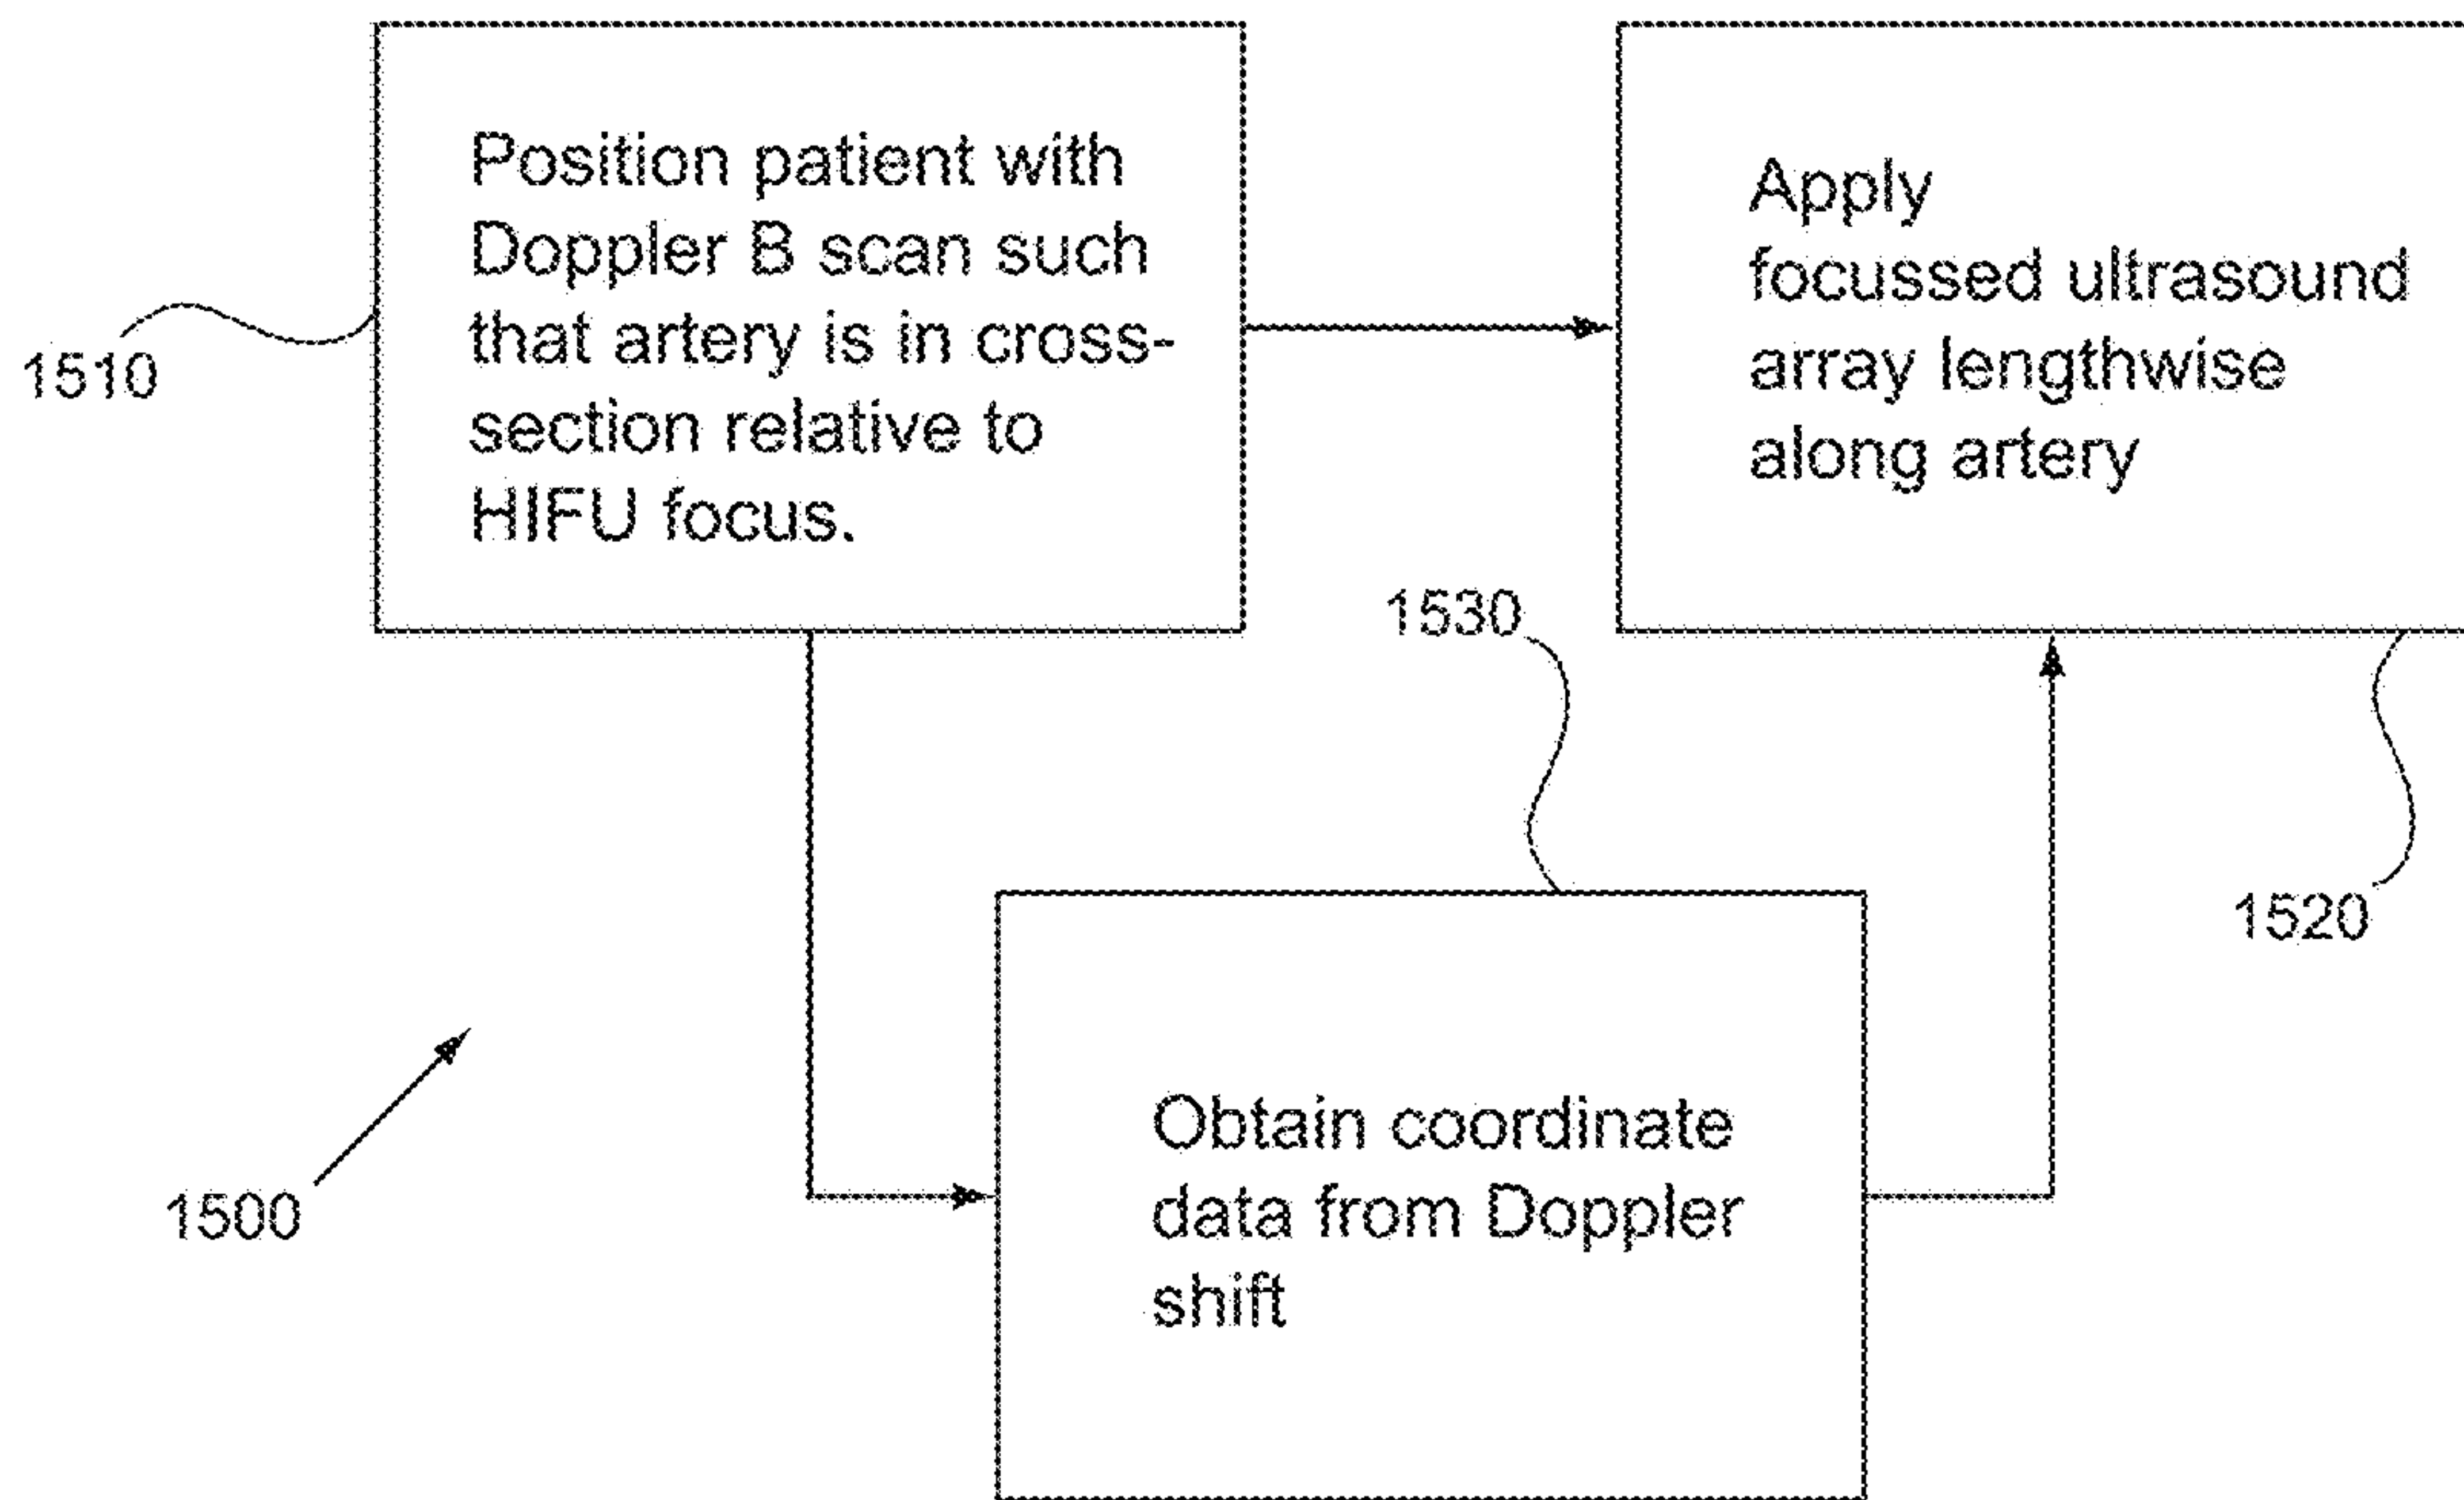 Position patient with
Doppler B scan such
that artery is in cross-
section relative to
HIFU focus.
1510
Apply
focussed ultrasound
array lengthwise
along artery
1530
1520
Obtain coordinate
data from Doppler
shift
1500